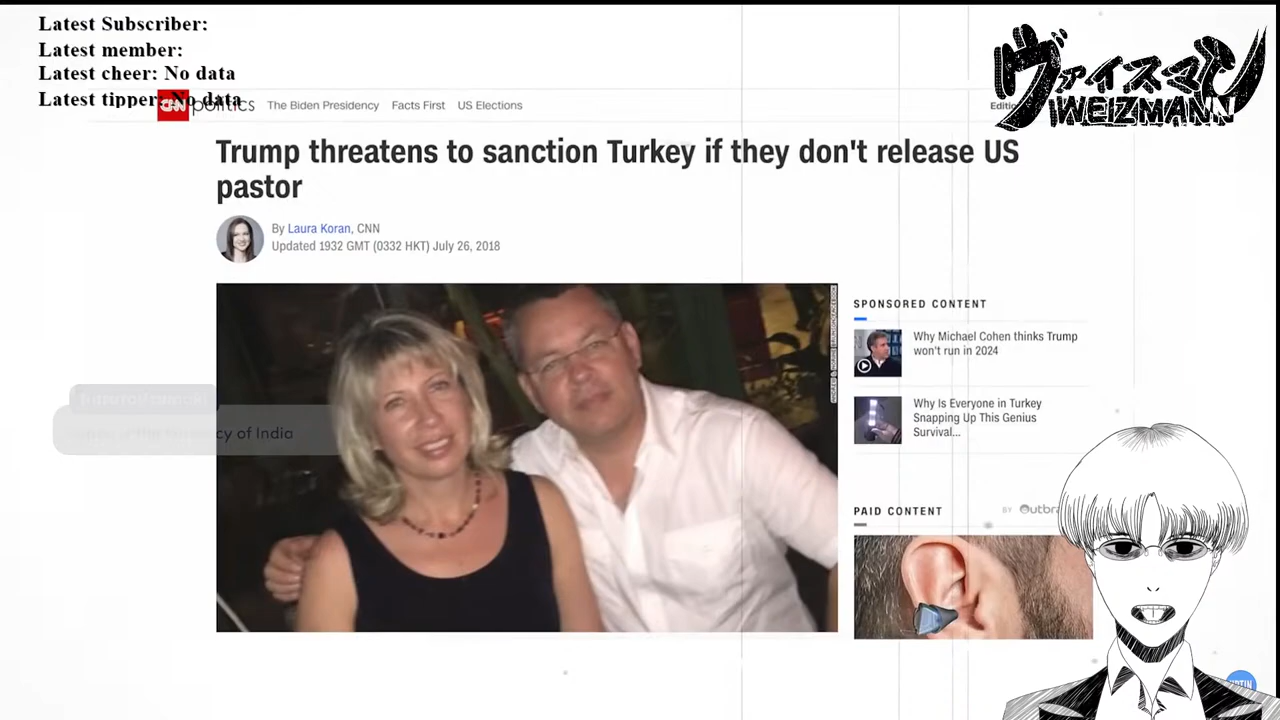 Latest Subscriber:
Latest member:
Latest cheer: No data
Latest tipper: No data
CNN politics The Biden Presidency Facts First US Elections
ヴァイスマン
WEIZMANN
Trump threatens to sanction Turkey if they don't release US
pastor
By Laura Koran, CNN
Updated 1932 GMT (0332 HKT) July 26, 2018
SPONSORED CONTENT
Why Michael Cohen thinks Trump
won't run in 2024
Why Is Everyone in Turkey
Snapping Up This Genius
Survival...
cy of India
PAID CONTENT
BY